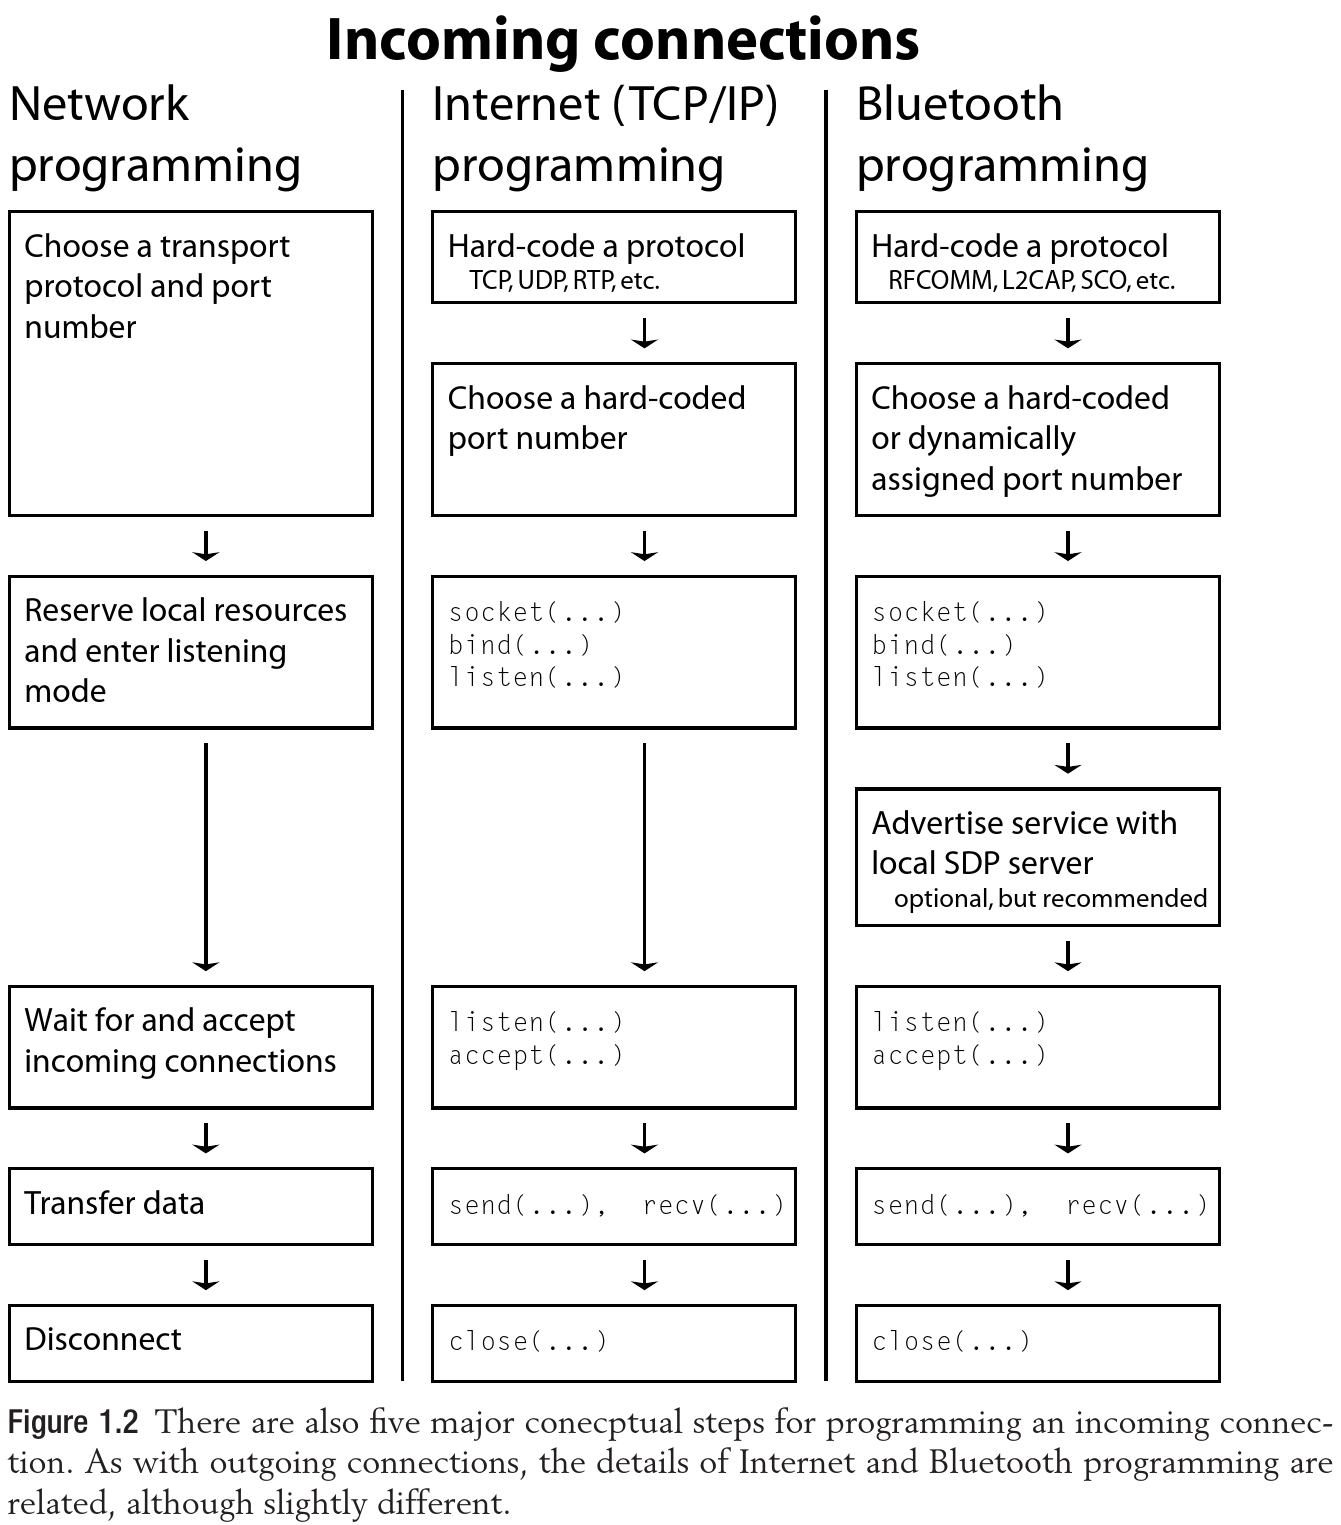 Incoming connections
Network
programming
Choose a transport
protocol and port
number
Reserve local resources
and enter listening
mode
Wait for and accept
incoming connections
Transfer data
Disconnect
Internet (TCP/IP)
programming
Hard-code a protocol
TCP, UDP, RTP, etc.
Choose a hard-coded
port number
socket(...)
bind(...)
listen(...)
listen(...)
accept(...)
send(...), recv(...)
close(...)
Bluetooth
programming
Hard-code a protocol
RFCOMM, L2CAP, SCO, etc.
Choose a hard-coded
or dynamically
assigned port number
socket(...)
bind(...)
listen(...)
Advertise service with
local SDP server
optional, but recommended
listen(...)
accept(...)
send(...), recv(...)
close(...)
Figure 1.2 There are also five major conecptual steps for programming an incoming connec-
tion. As with outgoing connections, the details of Internet and Bluetooth programming are
related, although slightly different.